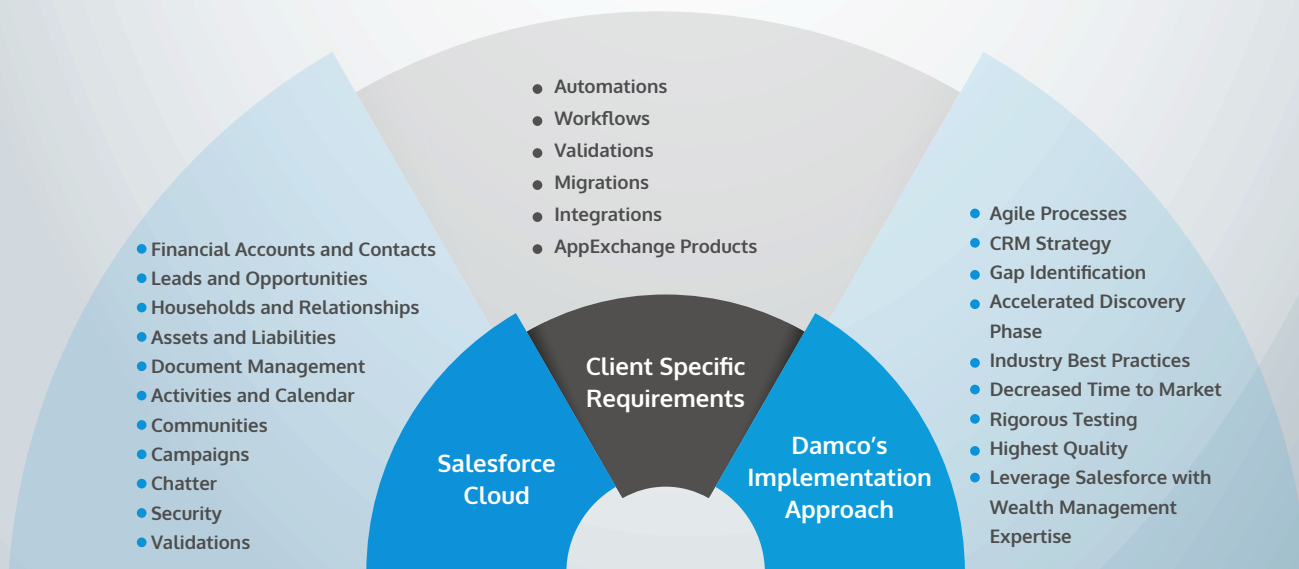 Automations
Workflows
Validations
Migrations
Integrations
AppExchange Products
Client Specific
Requirements
Financial Accounts and Contacts
Leads and Opportunities
Households and Relationships
Assets and Liabilities
Document Management
Activities and Calendar
Communities
Campaigns
Chatter
Security
Validations
Salesforce
Cloud
Damco's
Implementation
Approach
Agile Processes
CRM Strategy
Gap Identification
Accelerated Discovery
Phase
Industry Best Practices
Decreased Time to Market
Rigorous Testing
Highest Quality
Leverage Salesforce with
Wealth Management
Expertise